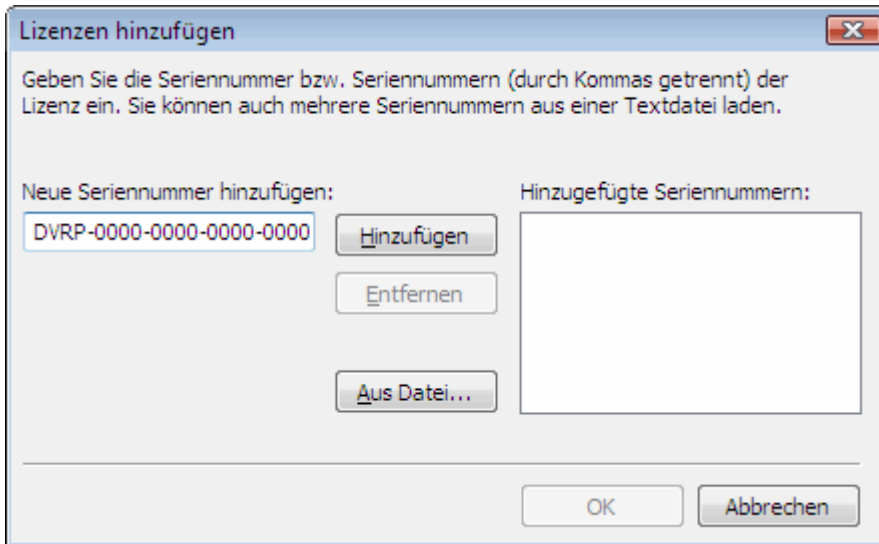 Lizenzen hinzufügen
Geben Sie die Seriennummer bzw. Seriennummern (durch Kommas getrennt) der
Lizenz ein. Sie können auch mehrere Seriennummern aus einer Textdatei laden.
Neue Seriennummer hinzufügen:
Hinzugefügte Seriennummern:
DVRP-0000-0000-0000-0000
Hinzufügen
Entfernen
Aus Datei...
OK
Abbrechen